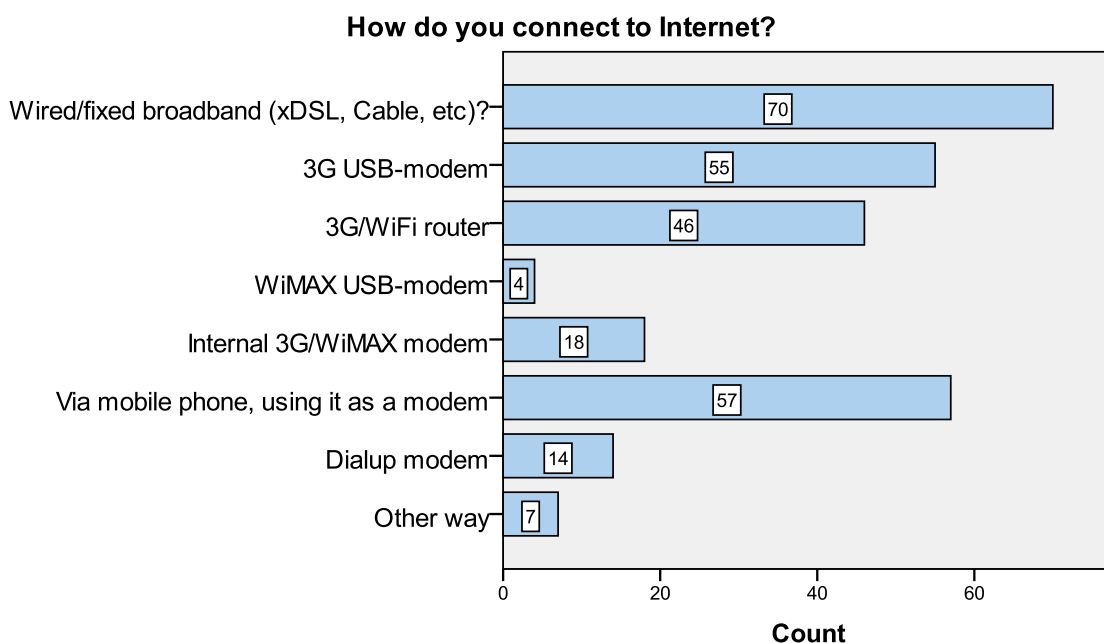 How do you connect to Internet?
Wired/fixed broadband (xDSL, Cable, etc)?
70
3G USB-modem
55
3G/WiFi router
46
WiMAX USB-modem
4
Internal 3G/WiMAX modem
18
Via mobile phone, using it as a modem
57
Dialup modem
14
Other way
7
0 20 40 60
Count